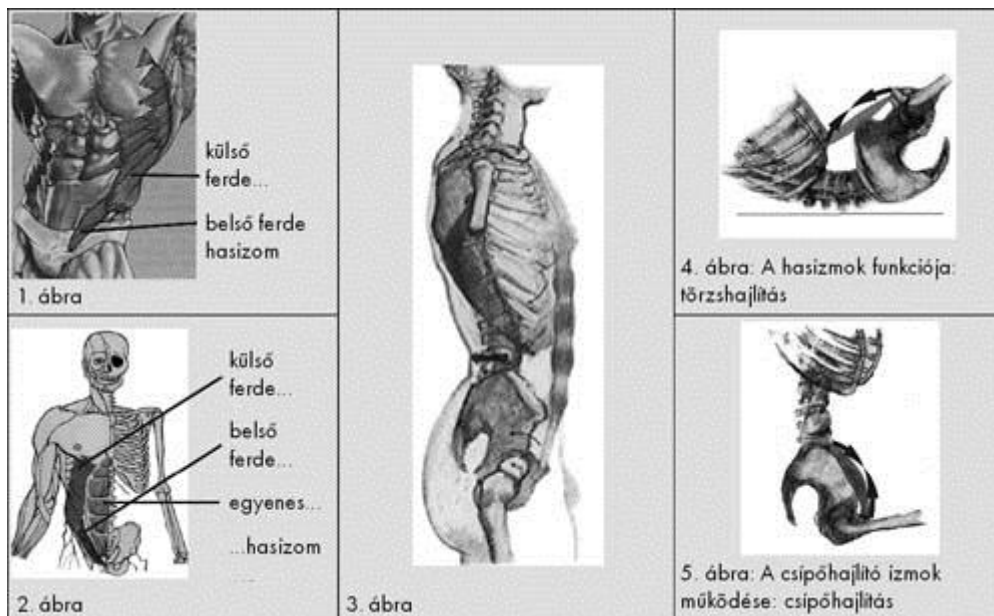 külső
ferde...
belső ferde
hasizom
1. ábra
külső
ferde...
belső
ferde...
egyenes...
...hasizom
....
2. ábra
3. ábra
4. ábra: A hasizmok funkciója:
törzshajlítás
5. ábra: A csípőhajlító izmok
működése: csípőhajlítás